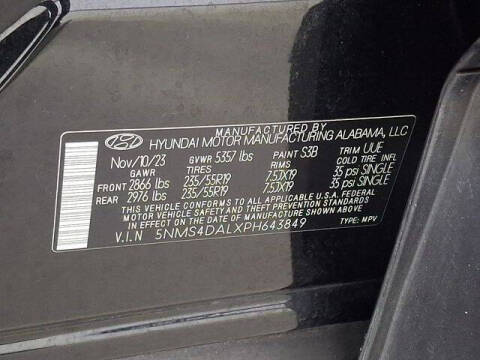 MANUFACTURED BY
HYUNDAI MOTOR MANUFACTURING ALABAMA, LLC
Nov/10/23 GVWR 5357 lbs PAINT S3B TRIM UUE
GAWR TIRES RIMS COLD TIRE INFL
FRONT 2866 lbs 235/55R19 7.5JX19 35 psi SINGLE
REAR 2976 lbs 235/55R19 7.5JX19 35 psi SINGLE
THIS VEHICLE CONFORMS TO ALL APPLICABLE U.S.A. FEDERAL
MOTOR VEHICLE SAFETY AND THEFT PREVENTION STANDARDS
IN EFFECT ON THE DATE OF MANUFACTURE SHOWN ABOVE.
V.I.N 5NMS4DALXPH643849 TYPE: MPV